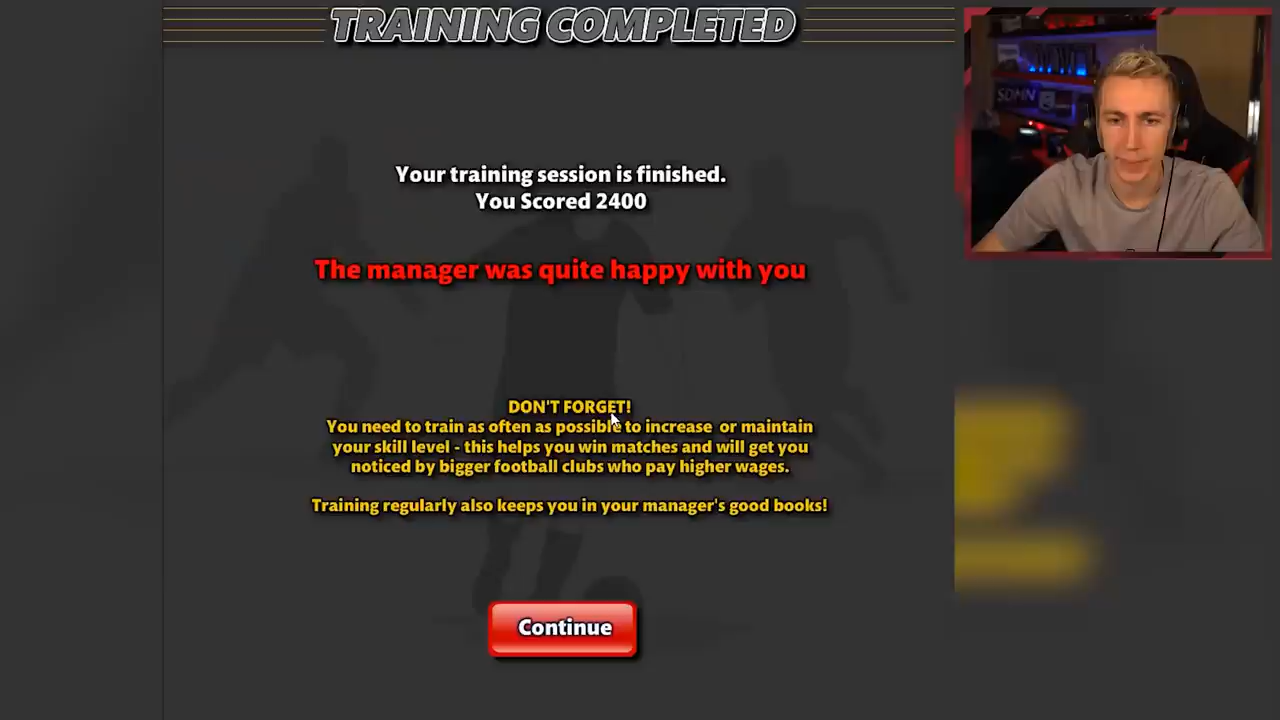 TRAINING COMPLETED
SDMN
Your training session is finished.
You Scored 2400
The manager was quite happy with you
DON'T FORGET!
You need to train as often as possible to increase or maintain
your skill level - this helps you win matches and will get you
noticed by bigger football clubs who pay higher wages.
Training regularly also keeps you in your manager's good books!
Continue